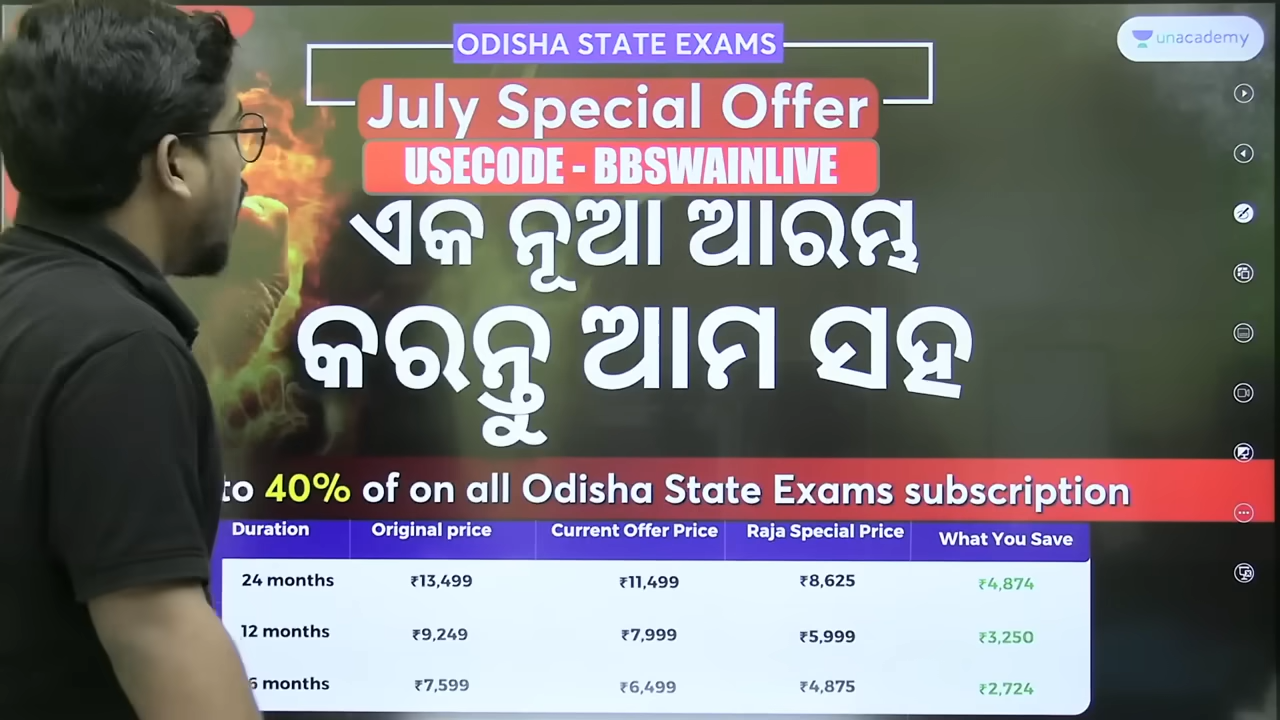 ODISHA STATE EXAMS
unacademy
July Special Offer
USECODE - BBSWAINLIVE
ଏକ ନୂଆ ଆରମ୍ଭ
କରନ୍ତୁ ଆମ ସହ
to 40% of on all Odisha State Exams subscription
Duration Original price Current Offer Price Raja Special Price What You Save
24 months ₹13,499 ₹11,499 ₹8,625 ₹4,874
12 months ₹9,249 ₹7,999 ₹5,999 ₹3,250
6 months ₹7,599 ₹6,499 ₹4,875 ₹2,724